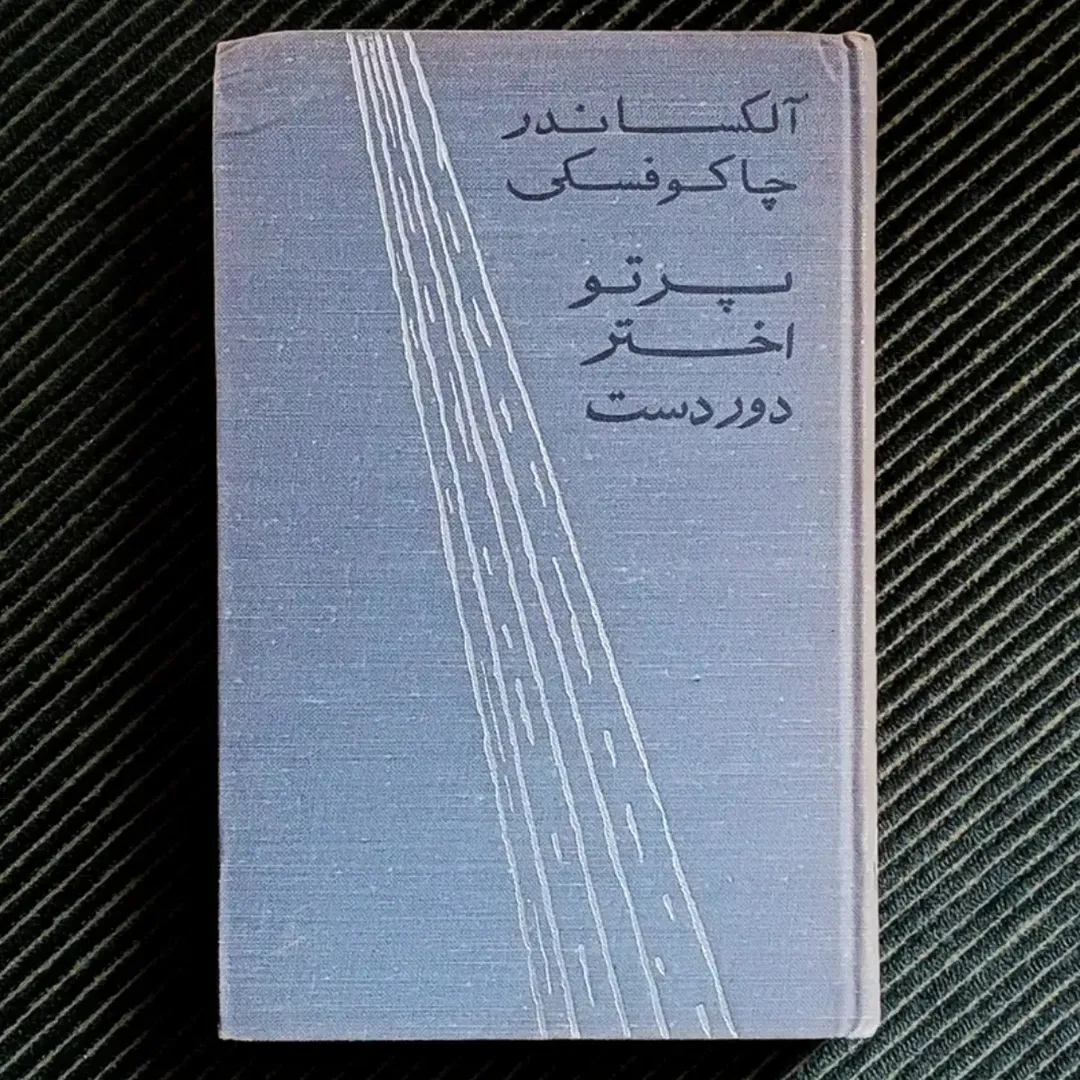 آلکساندر
چاکوفسکی
پرتو
اختر
دوردست